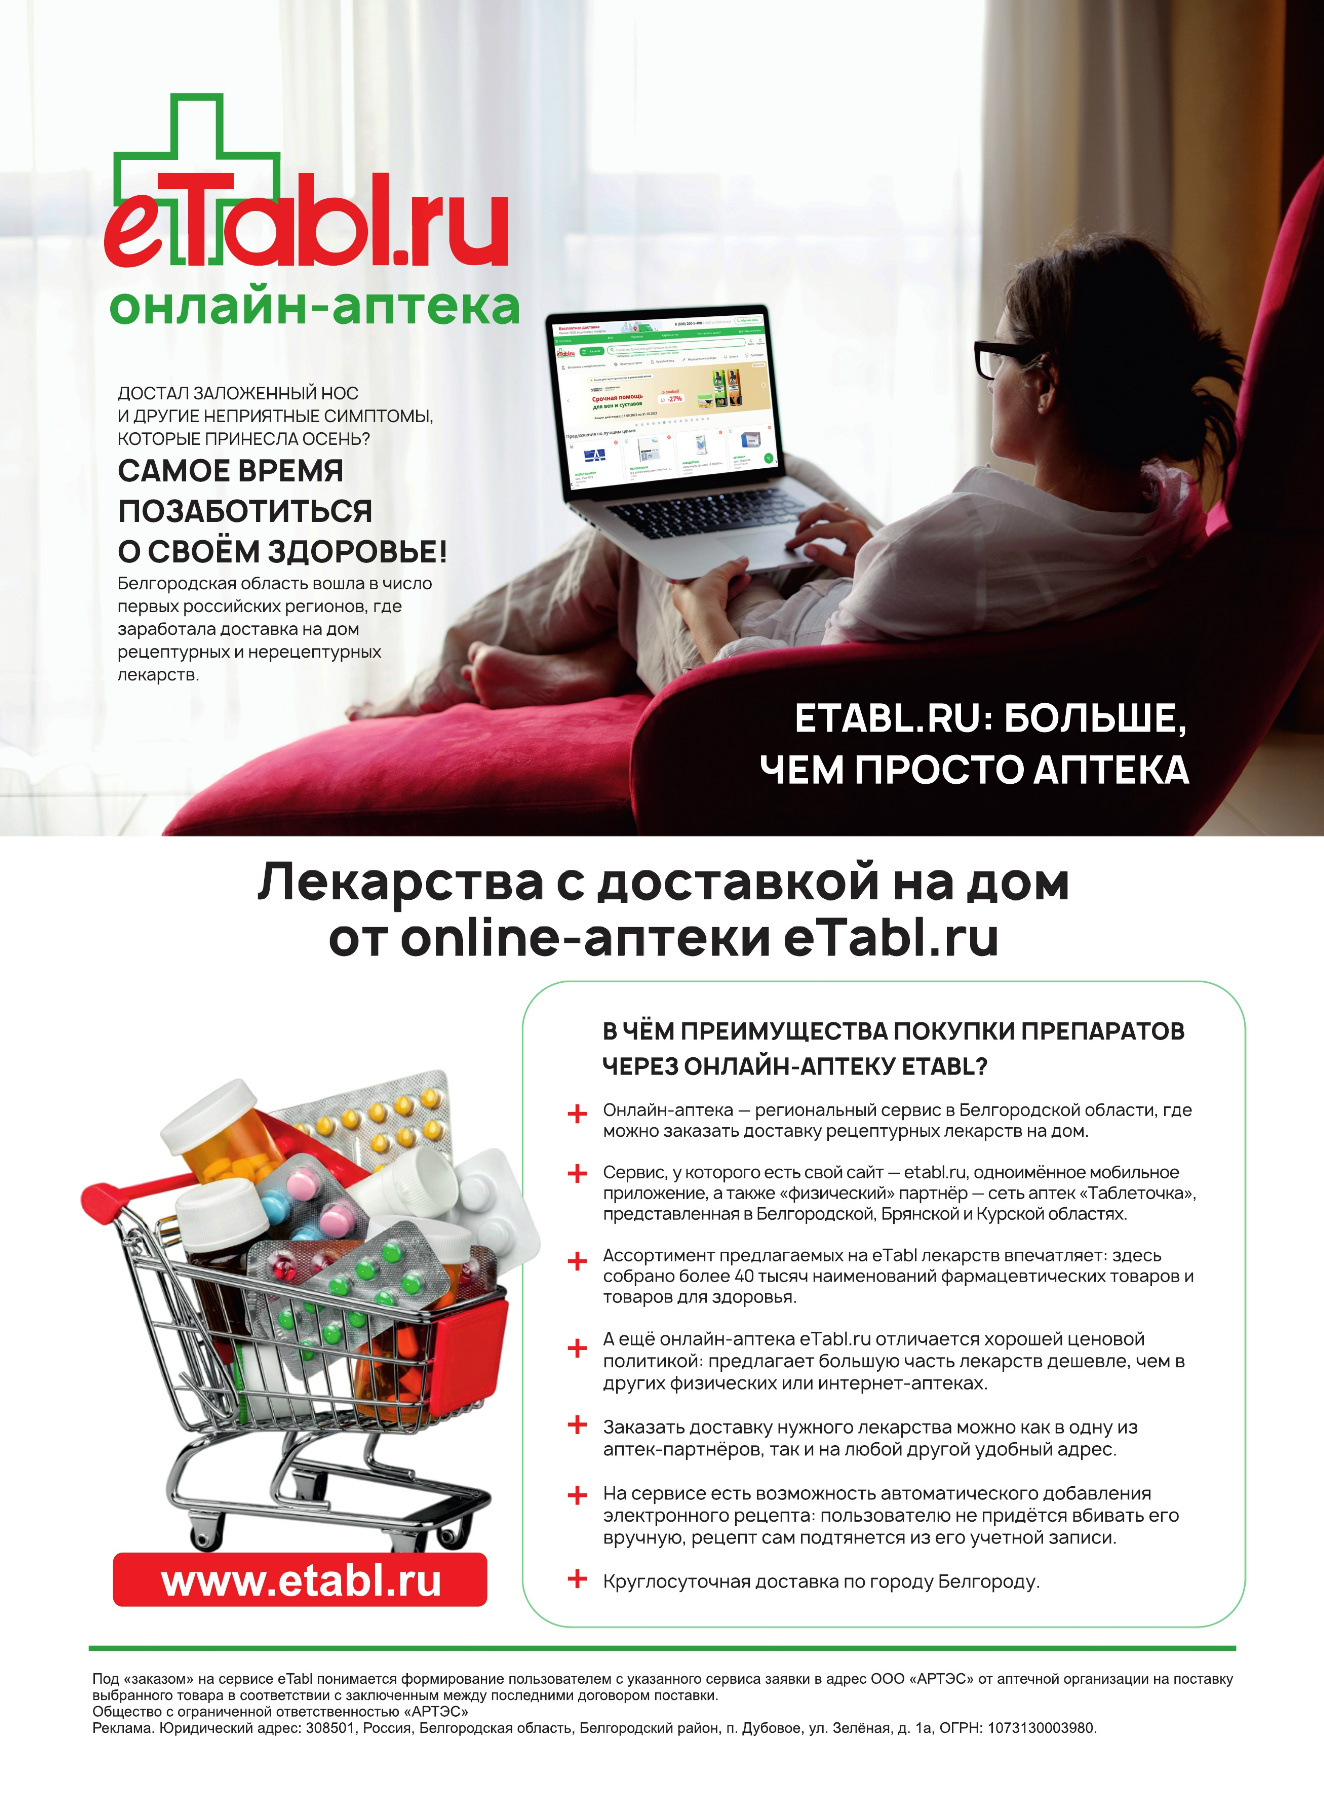 eTabl.ru
онлайн-аптека
ДОСТАЛ ЗАЛОЖЕННЫЙ НОС
И ДРУГИЕ НЕПРИЯТНЫЕ СИМПТОМЫ,
КОТОРЫЕ ПРИНЕСЛА ОСЕНЬ?
САМОЕ ВРЕМЯ
ПОЗАБОТИТЬСЯ
О СВОЁМ ЗДОРОВЬЕ!
Белгородская область вошла в число
первых российских регионов, где
заработала доставка на дом
рецептурных и нерецептурных
лекарств.
Срочная помощь
для вен и суставов
-27%
ETABL.RU: БОЛЬШЕ,
ЧЕМ ПРОСТО АПТЕКА
Лекарства с доставкой на дом
от online-аптеки eTabl.ru
В ЧЁМ ПРЕИМУЩЕСТВА ПОКУПКИ ПРЕПАРАТОВ
ЧЕРЕЗ ОНЛАЙН-АПТЕКУ ETABL?
+ Онлайн-аптека — региональный сервис в Белгородской области, где
можно заказать доставку рецептурных лекарств на дом.
+ Сервис, у которого есть свой сайт — etabl.ru, одноимённое мобильное
приложение, а также «физический» партнёр — сеть аптек «Таблеточка»,
представленная в Белгородской, Брянской и Курской областях.
+ Ассортимент предлагаемых на eTabl лекарств впечатляет: здесь
собрано более 40 тысяч наименований фармацевтических товаров и
товаров для здоровья.
+ А ещё онлайн-аптека eTabl.ru отличается хорошей ценовой
политикой: предлагает большую часть лекарств дешевле, чем в
других физических или интернет-аптеках.
+ Заказать доставку нужного лекарства можно как в одну из
аптек-партнёров, так и на любой другой удобный адрес.
+ На сервисе есть возможность автоматического добавления
электронного рецепта: пользователю не придётся вбивать его
вручную, рецепт сам подтянется из его учетной записи.
+ Круглосуточная доставка по городу Белгороду.
www.etabl.ru
Под «заказом» на сервисе eTabl понимается формирование пользователем с указанного сервиса заявки в адрес ООО «АРТЭС» от аптечной организации на поставку
выбранного товара в соответствии с заключенным между последними договором поставки.
Общество с ограниченной ответственностью «АРТЭС»
Реклама. Юридический адрес: 308501, Россия, Белгородская область, Белгородский район, п. Дубовое, ул. Зелёная, д. 1а, ОГРН: 1073130003980.